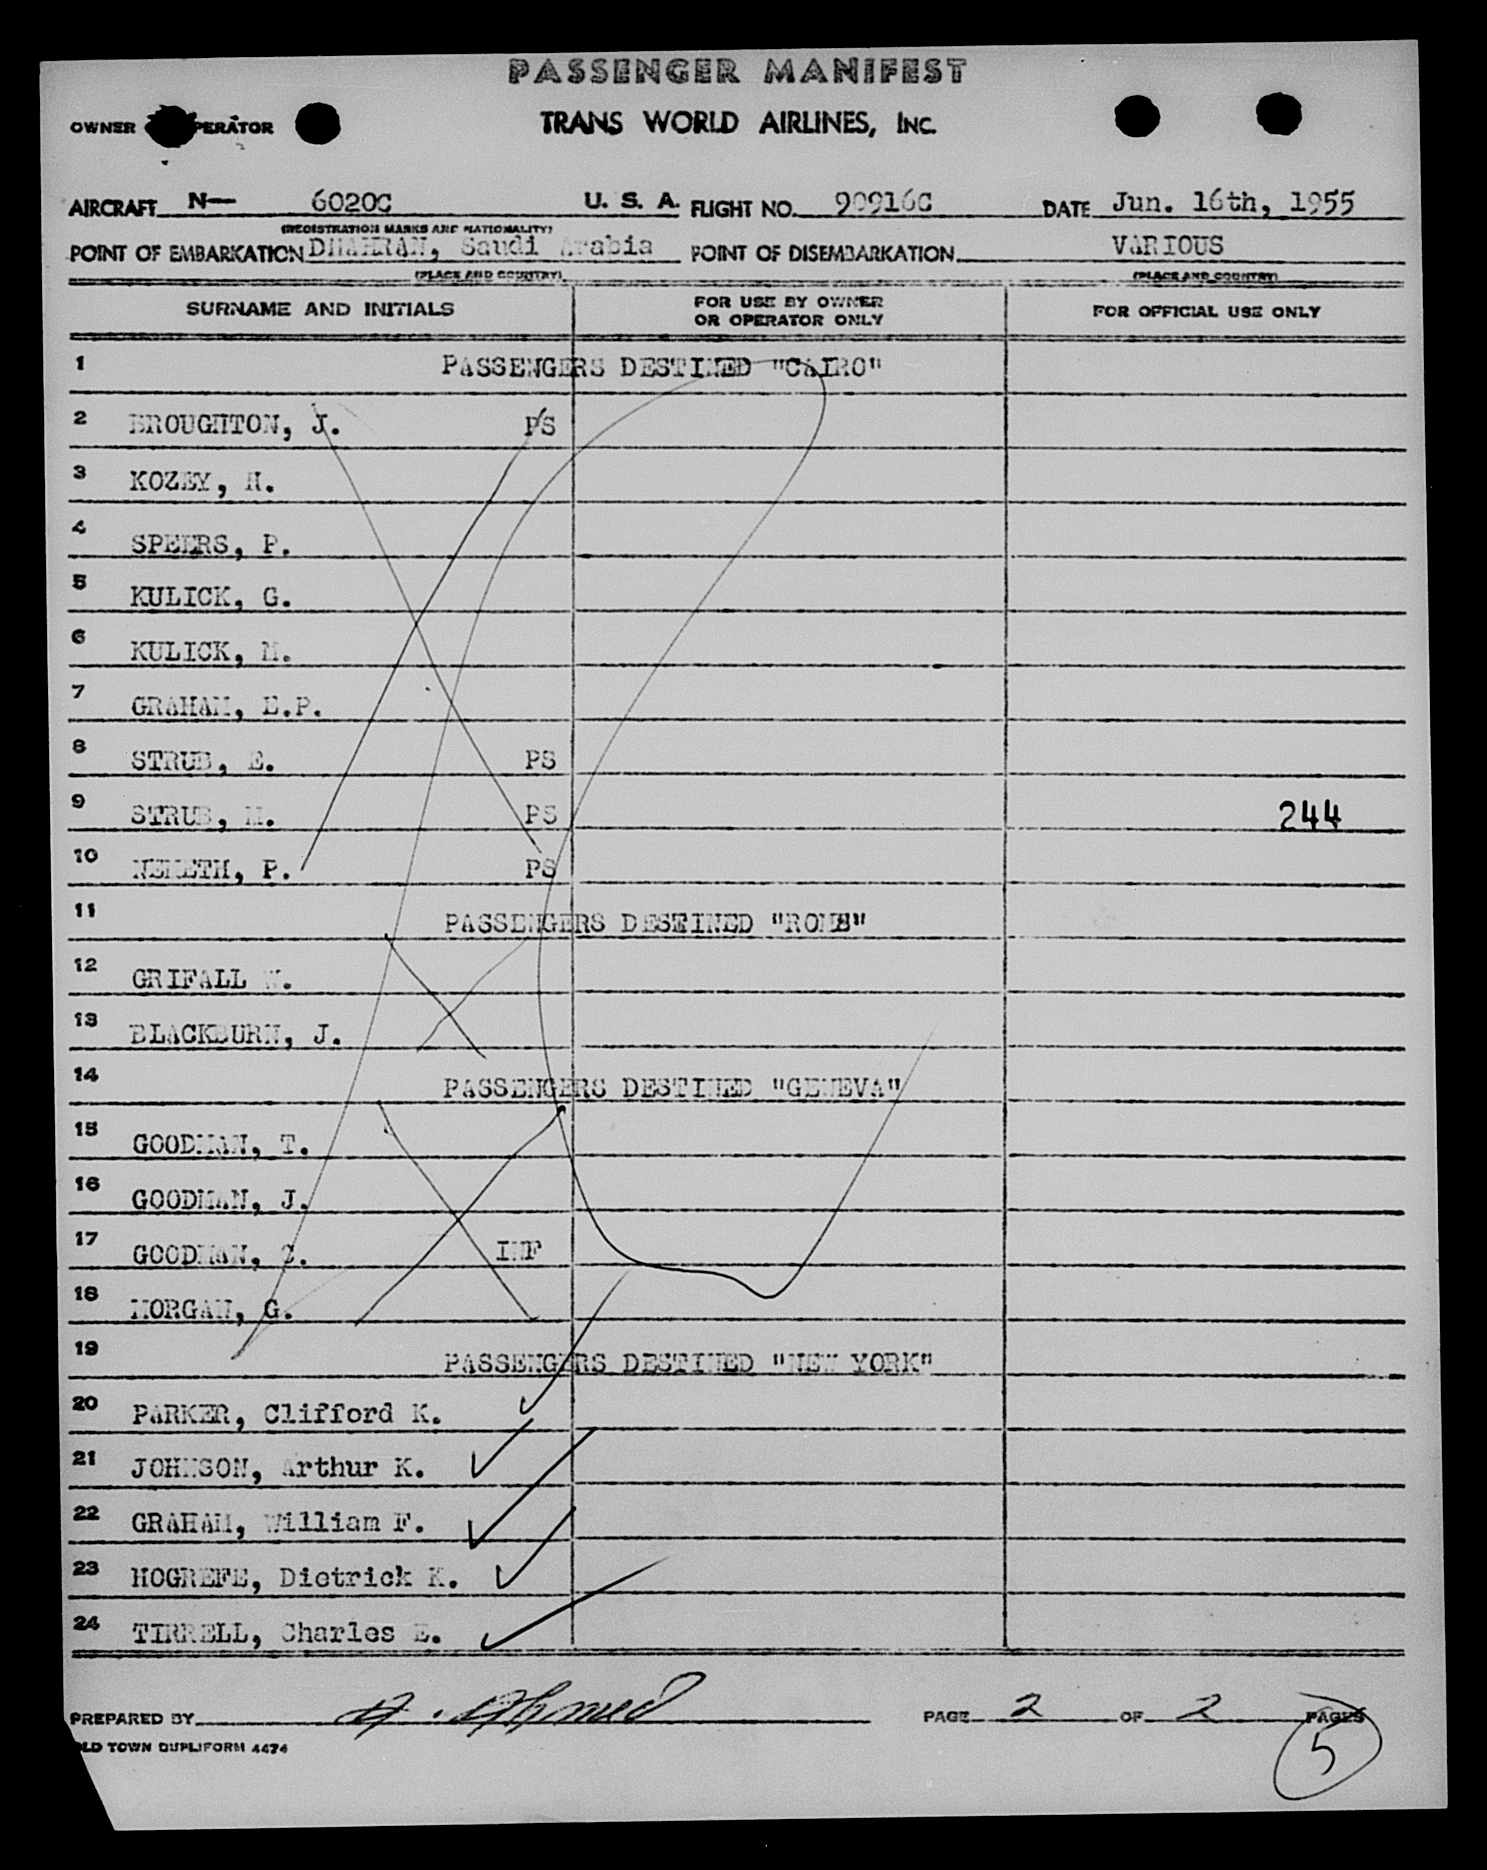 PASSENGER MANIFEST
OWNER OPERATOR TRANS WORLD AIRLINES, INC.
AIRCRAFT N— 6020C U. S. A. FLIGHT NO. 90916C DATE Jun. 16th, 1955
(REGISTRATION MARKS AND NATIONALITY)
POINT OF EMBARKATION DHAHRAN, Saudi Arabia POINT OF DISEMBARKATION VARIOUS
(PLACE AND COUNTRY) (PLACE AND COUNTRY)
SURNAME AND INITIALS FOR USE BY OWNER OR OPERATOR ONLY FOR OFFICIAL USE ONLY
1 PASSENGERS DESTINED "CAIRO"
2 BROUGHTON, J. PS
3 KOZEY, H.
4 SPEERS, P.
5 KULICK, G.
6 KULICK, M.
7 GRAHAM, E.P.
8 STRUB, E. PS
9 STRUB, M. PS 244
10 NEMETH, P. PS
11 PASSENGERS DESTINED "ROME"
12 GRIFALL W.
13 BLACKBURN, J.
14 PASSENGERS DESTINED "GENEVA"
15 GOODMAN, T.
16 GOODMAN, J.
17 GOODMAN, INF
18 MORGAN, G.
19 PASSENGERS DESTINED "NEW YORK"
20 PARKER, Clifford K.
21 JOHNSON, Arthur K.
22 GRAHAM, William F.
23 HOGREFE, Dietrick K.
24 TIRRELL, Charles E.
PREPARED BY A. Ahmed PAGE 2 OF 2 PAGES
OLD TOWN DUPLIFORM 4474
5